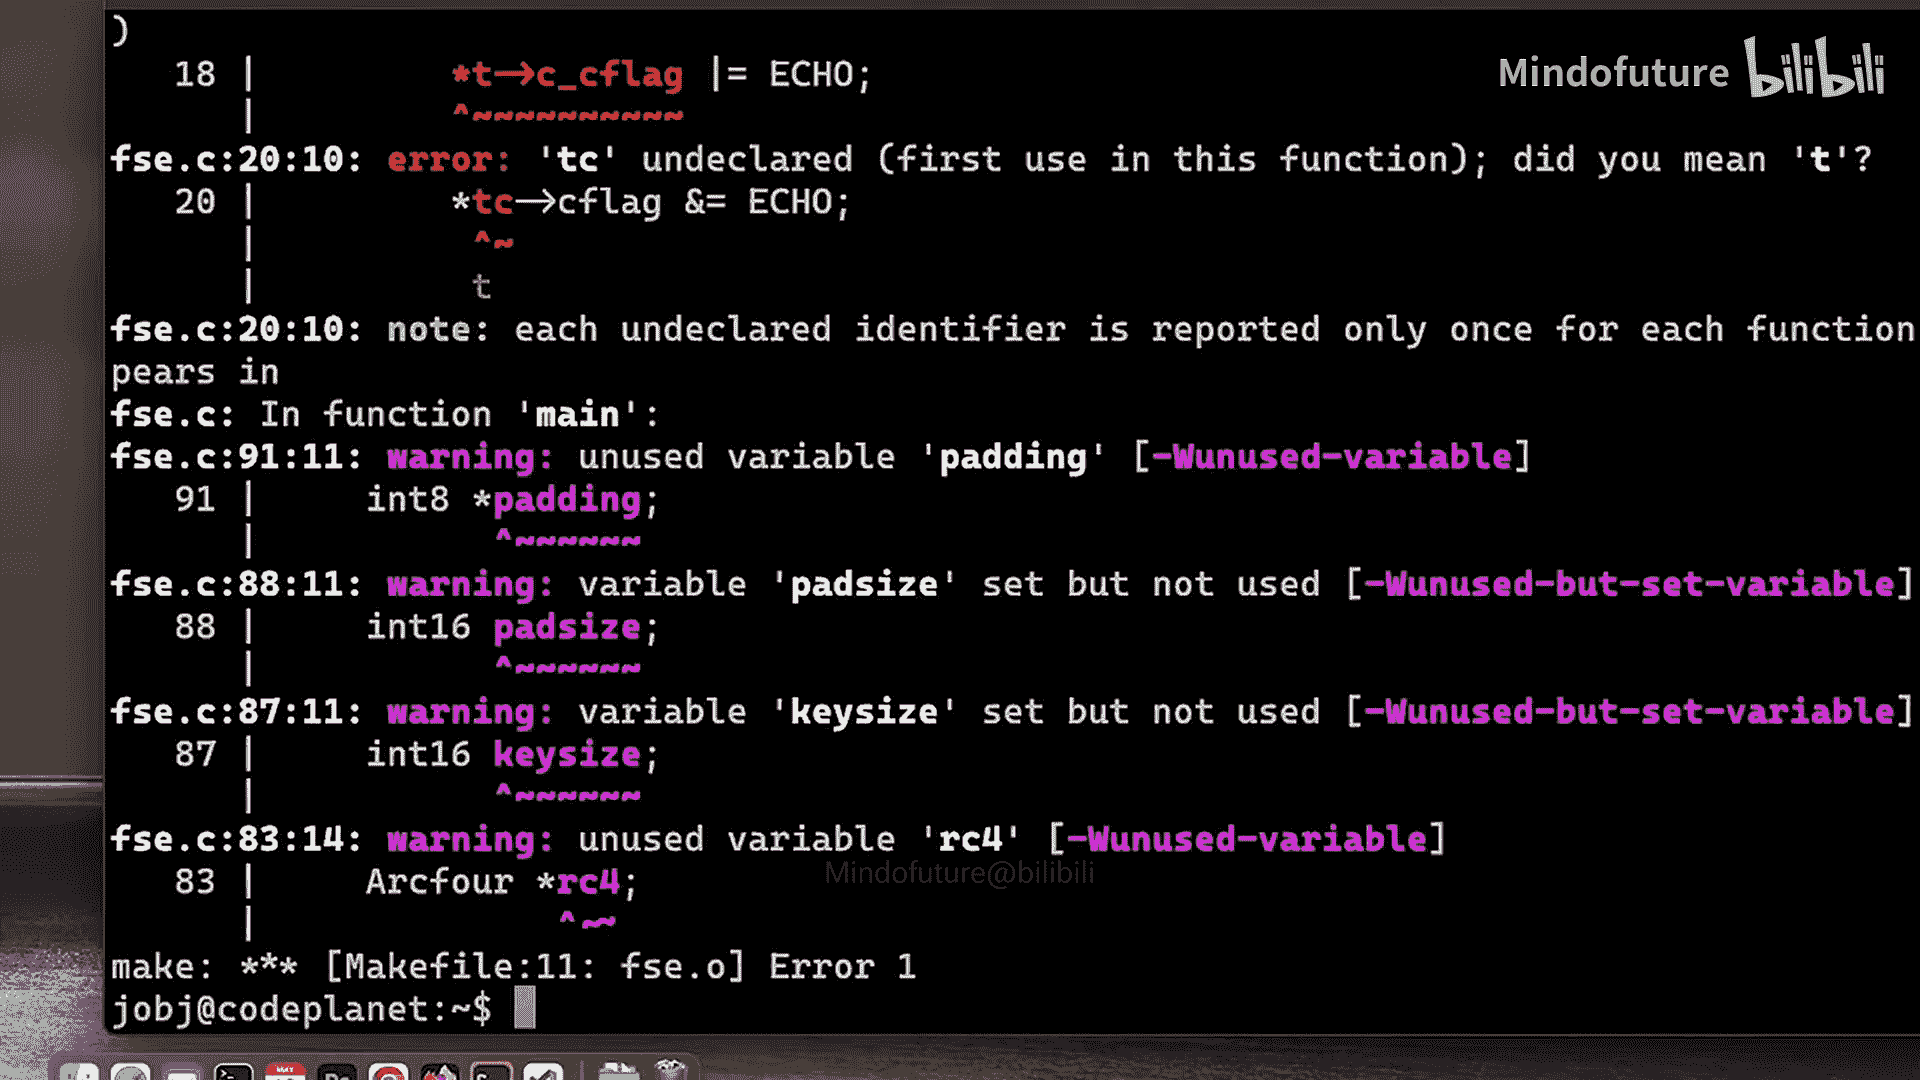 )
18 | *t->c_cflag |= ECHO;
| ^~~~~~~~~~~
fse.c:20:10: error: 'tc' undeclared (first use in this function); did you mean 't'?
20 | *tc->cflag &= ECHO;
| ^~
| t
fse.c:20:10: note: each undeclared identifier is reported only once for each function
pears in
fse.c: In function 'main':
fse.c:91:11: warning: unused variable 'padding' [-Wunused-variable]
91 | int8 *padding;
| ^~~~~~~
fse.c:88:11: warning: variable 'padsize' set but not used [-Wunused-but-set-variable]
88 | int16 padsize;
| ^~~~~~~
fse.c:87:11: warning: variable 'keysize' set but not used [-Wunused-but-set-variable]
87 | int16 keysize;
| ^~~~~~~
fse.c:83:14: warning: unused variable 'rc4' [-Wunused-variable]
83 | Arcfour *rc4;
| ^~~
make: *** [Makefile:11: fse.o] Error 1
jobj@codeplanet:~$
Mindofuture bilibili
Mindofuture@bilibili